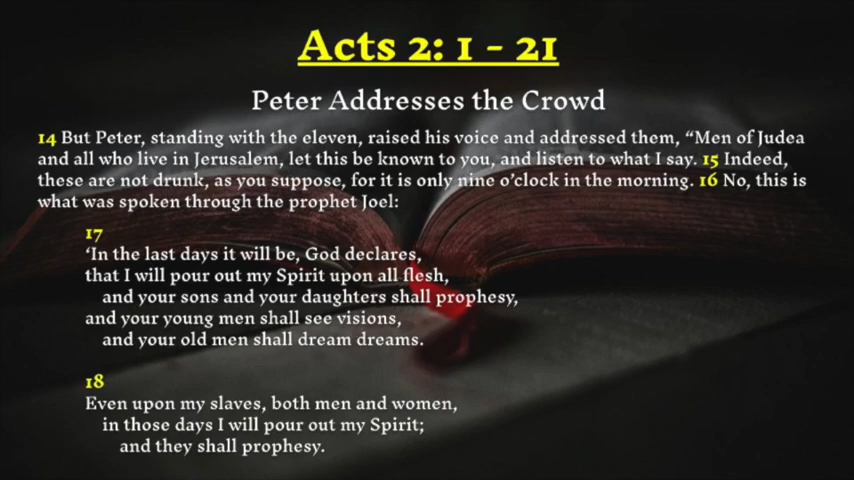 Acts 2: 1 - 21
Peter Addresses the Crowd
14 But Peter, standing with the eleven, raised his voice and addressed them, “Men of Judea
and all who live in Jerusalem, let this be known to you, and listen to what I say. 15 Indeed,
these are not drunk, as you suppose, for it is only nine o’clock in the morning. 16 No, this is
what was spoken through the prophet Joel:
17
‘In the last days it will be, God declares,
that I will pour out my Spirit upon all flesh,
and your sons and your daughters shall prophesy,
and your young men shall see visions,
and your old men shall dream dreams.
18
Even upon my slaves, both men and women,
in those days I will pour out my Spirit;
and they shall prophesy.